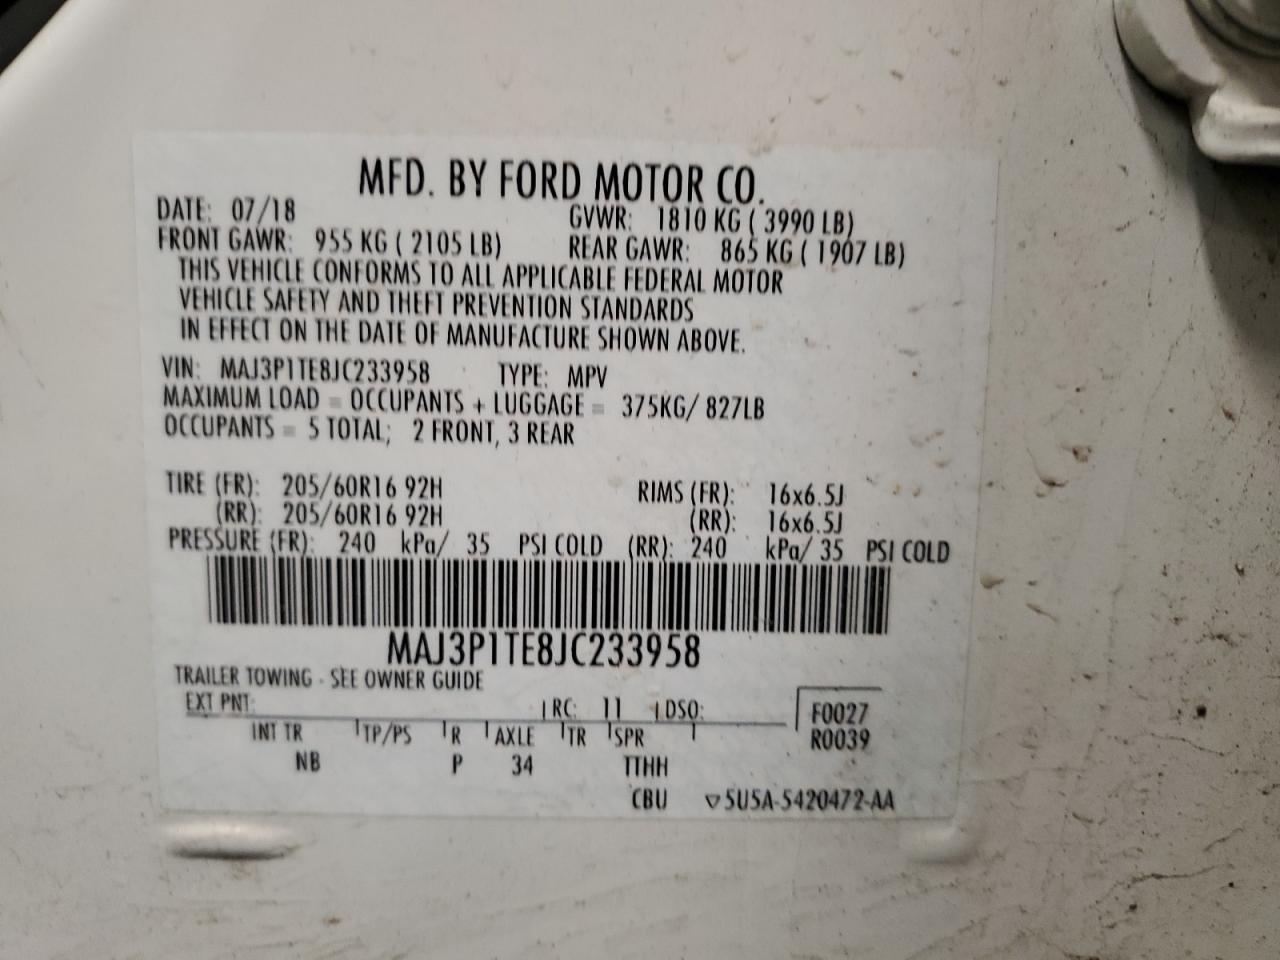 MFD. BY FORD MOTOR CO.
DATE: 07/18 GVWR: 1810 KG ( 3990 LB)
FRONT GAWR: 955 KG ( 2105 LB) REAR GAWR: 865 KG ( 1907 LB)
THIS VEHICLE CONFORMS TO ALL APPLICABLE FEDERAL MOTOR
VEHICLE SAFETY AND THEFT PREVENTION STANDARDS
IN EFFECT ON THE DATE OF MANUFACTURE SHOWN ABOVE.
VIN: MAJ3P1TE8JC233958 TYPE: MPV
MAXIMUM LOAD = OCCUPANTS + LUGGAGE = 375KG/ 827LB
OCCUPANTS = 5 TOTAL; 2 FRONT, 3 REAR
TIRE (FR): 205/60R16 92H RIMS (FR): 16x6.5J
(RR): 205/60R16 92H (RR): 16x6.5J
PRESSURE (FR): 240 kPa/ 35 PSI COLD (RR): 240 kPa/ 35 PSI COLD
MAJ3P1TE8JC233958
TRAILER TOWING - SEE OWNER GUIDE
EXT PNT: RC: 11 DSO: F0027
INT TR TP/PS R AXLE TR SPR R0039
NB P 34 TTHH
CBU ▽5U5A-5420472-AA